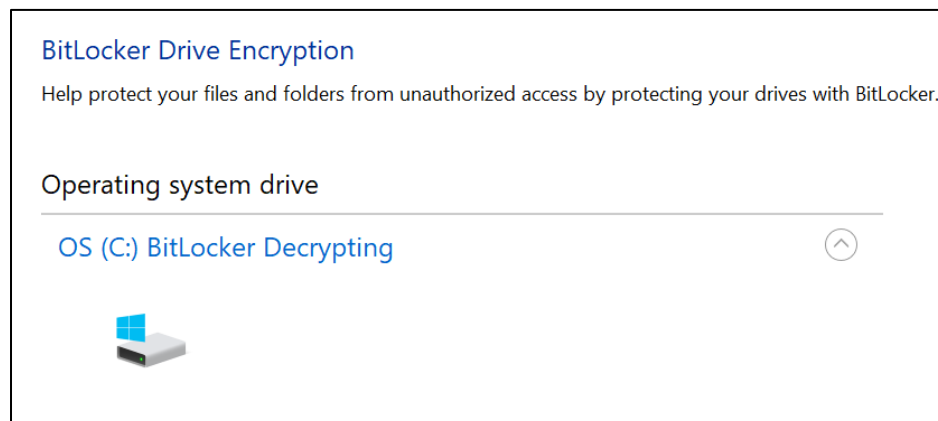 BitLocker Drive Encryption
Help protect your files and folders from unauthorized access by protecting your drives with BitLocker.
Operating system drive
OS (C:) BitLocker Decrypting